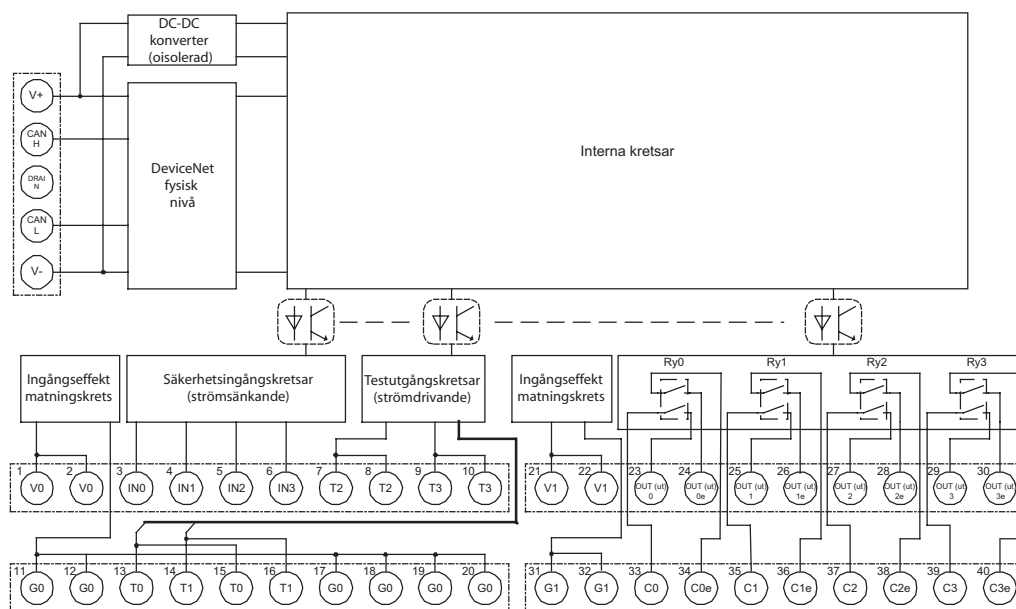 DC-DC
konverter
(oisolerad)
V+
CAN
H
DRAI
N
CAN
L
V-
DeviceNet
fysisk
nivå
Interna kretsar
Ingångseffekt
matningskrets
Säkerhetsingångskretsar
(strömsänkande)
Testutgångskretsar
(strömdrivande)
Ingångseffekt
matningskrets
Ry0 Ry1 Ry2 Ry3
1 2 3 4 5 6 7 8 9 10
V0 V0 IN0 IN1 IN2 IN3 T2 T2 T3 T3
21 22 23 24 25 26 27 28 29 30
V1 V1 OUT (ut) 0 OUT (ut) 0e OUT (ut) 1 OUT (ut) 1e OUT (ut) 2 OUT (ut) 2e OUT (ut) 3 OUT (ut) 3e
11 12 13 14 15 16 17 18 19 20
G0 G0 T0 T1 T0 T1 G0 G0 G0 G0
31 32 33 34 35 36 37 38 39 40
G1 G1 C0 C0e C1 C1e C2 C2e C3 C3e